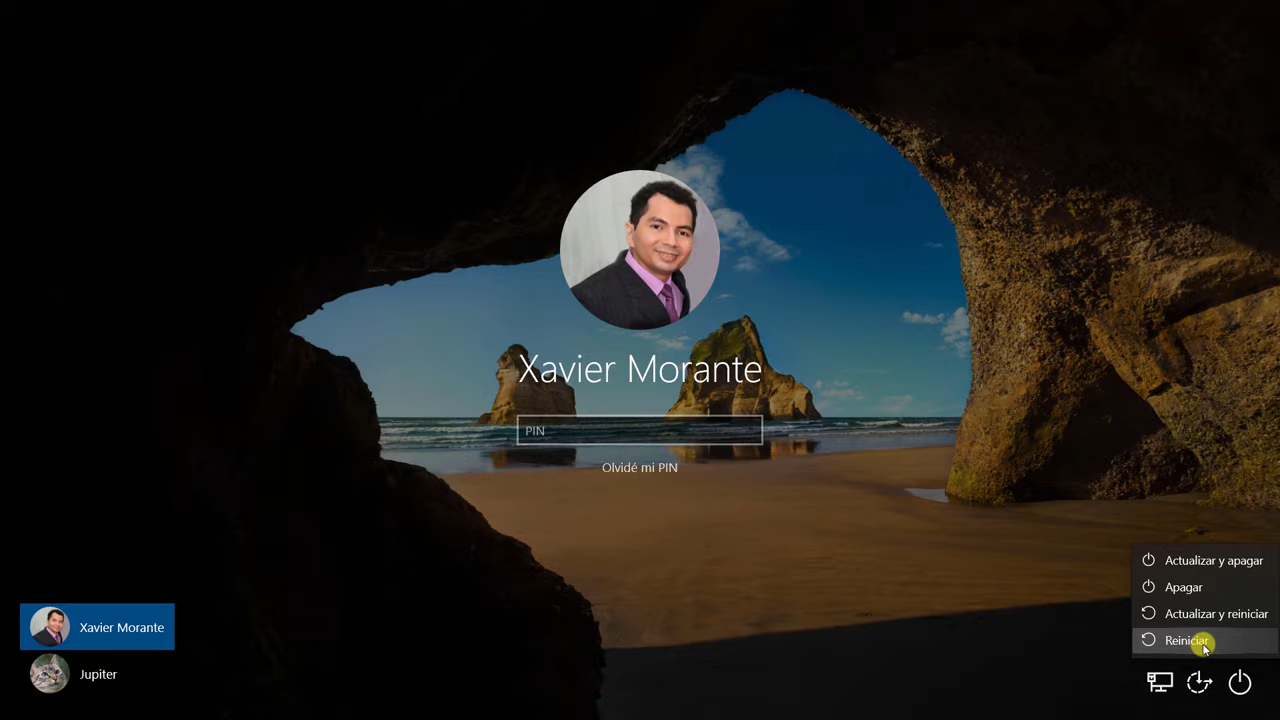 Xavier Morante
PIN
Olvidé mi PIN
Xavier Morante
Jupiter
Actualizar y apagar
Apagar
Actualizar y reiniciar
Reiniciar